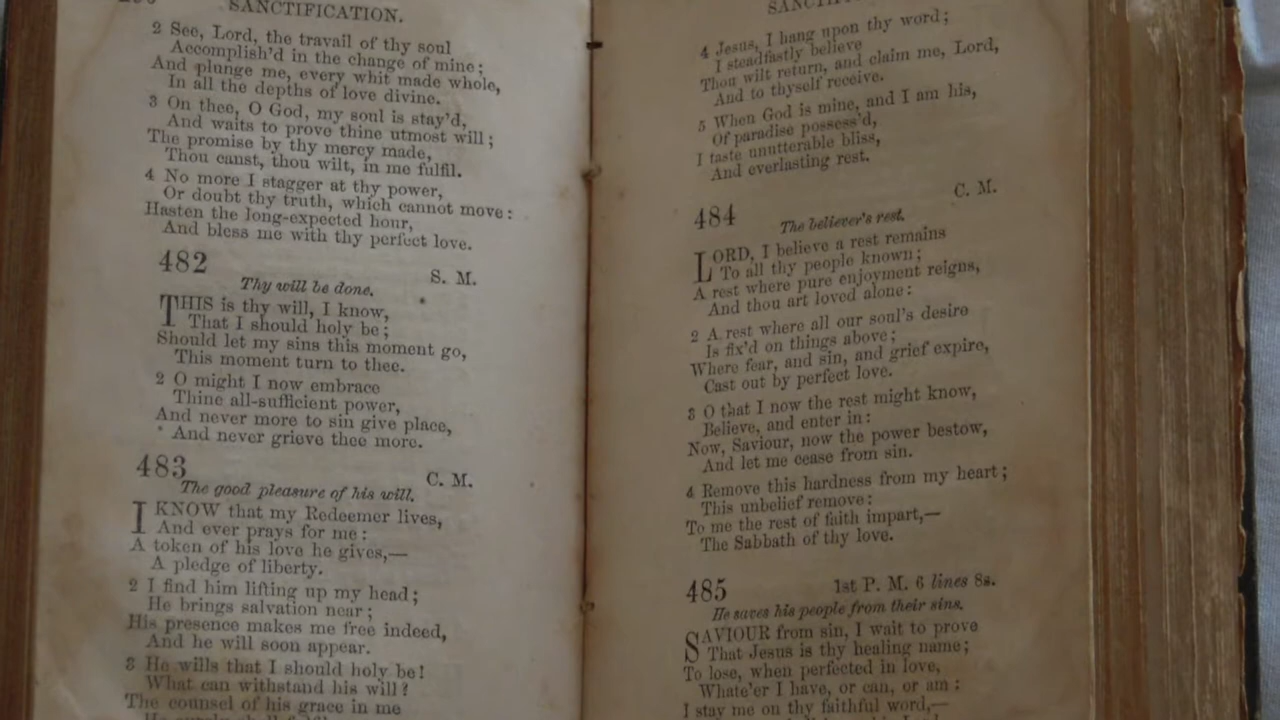 SANCTIFICATION.
2 See, Lord, the travail of thy soul
Accomplish'd in the change of mine;
And plunge me, every whit made whole,
In all the depths of love divine.
3 On thee, O God, my soul is stay'd,
And waits to prove thine utmost will;
The promise by thy mercy made,
Thou canst, thou wilt, in me fulfil.
4 No more I stagger at thy power,
Or doubt thy truth, which cannot move:
Hasten the long-expected hour,
And bless me with thy perfect love.
482 S. M.
Thy will be done.
THIS is thy will, I know,
That I should holy be;
Should let my sins this moment go,
This moment turn to thee.
2 O might I now embrace
Thine all-sufficient power,
And never more to sin give place,
And never grieve thee more.
483 C. M.
The good pleasure of his will.
I KNOW that my Redeemer lives,
And ever prays for me:
A token of his love he gives,—
A pledge of liberty.
2 I find him lifting up my head;
He brings salvation near;
His presence makes me free indeed,
And he will soon appear.
3 He wills that I should holy be!
What can withstand his will?
The counsel of his grace in me
4 Jesus, I hang upon thy word;
I steadfastly believe
Thou wilt return, and claim me, Lord,
And to thyself receive.
5 When God is mine, and I am his,
Of paradise possess'd,
I taste unutterable bliss,
And everlasting rest.
484 C. M.
The believer's rest.
LORD, I believe a rest remains
To all thy people known;
A rest where pure enjoyment reigns,
And thou art loved alone:
2 A rest where all our soul's desire
Is fix'd on things above;
Where fear, and sin, and grief expire,
Cast out by perfect love.
3 O that I now the rest might know,
Believe, and enter in:
Now, Saviour, now the power bestow,
And let me cease from sin.
4 Remove this hardness from my heart;
This unbelief remove:
To me the rest of faith impart,—
The Sabbath of thy love.
485 1st P. M. 6 lines 8s.
He saves his people from their sins.
SAVIOUR from sin, I wait to prove
That Jesus is thy healing name;
To lose, when perfected in love,
Whate'er I have, or can, or am:
I stay me on thy faithful word,—